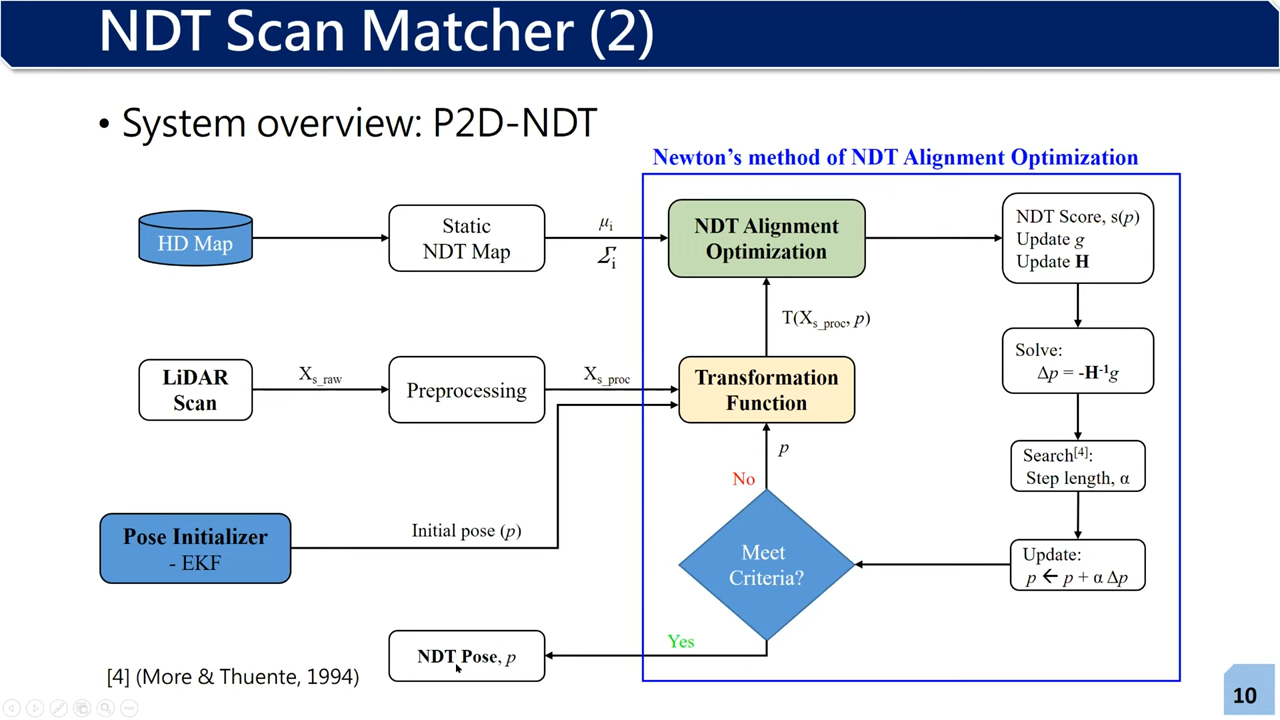 NDT Scan Matcher (2)
• System overview: P2D-NDT
Newton's method of NDT Alignment Optimization
HD Map
Static
NDT Map
μi
Σi
NDT Alignment
Optimization
NDT Score, s(p)
Update g
Update H
T(Xs_proc, p)
Solve:
Δp = -H-1g
LiDAR
Scan
Xs_raw
Preprocessing
Xs_proc
Transformation
Function
p
No
Search[4]:
Step length, α
Pose Initializer
- EKF
Initial pose (p)
Meet
Criteria?
Update:
p ← p + α Δp
Yes
NDT Pose, p
[4] (More & Thuente, 1994)
10